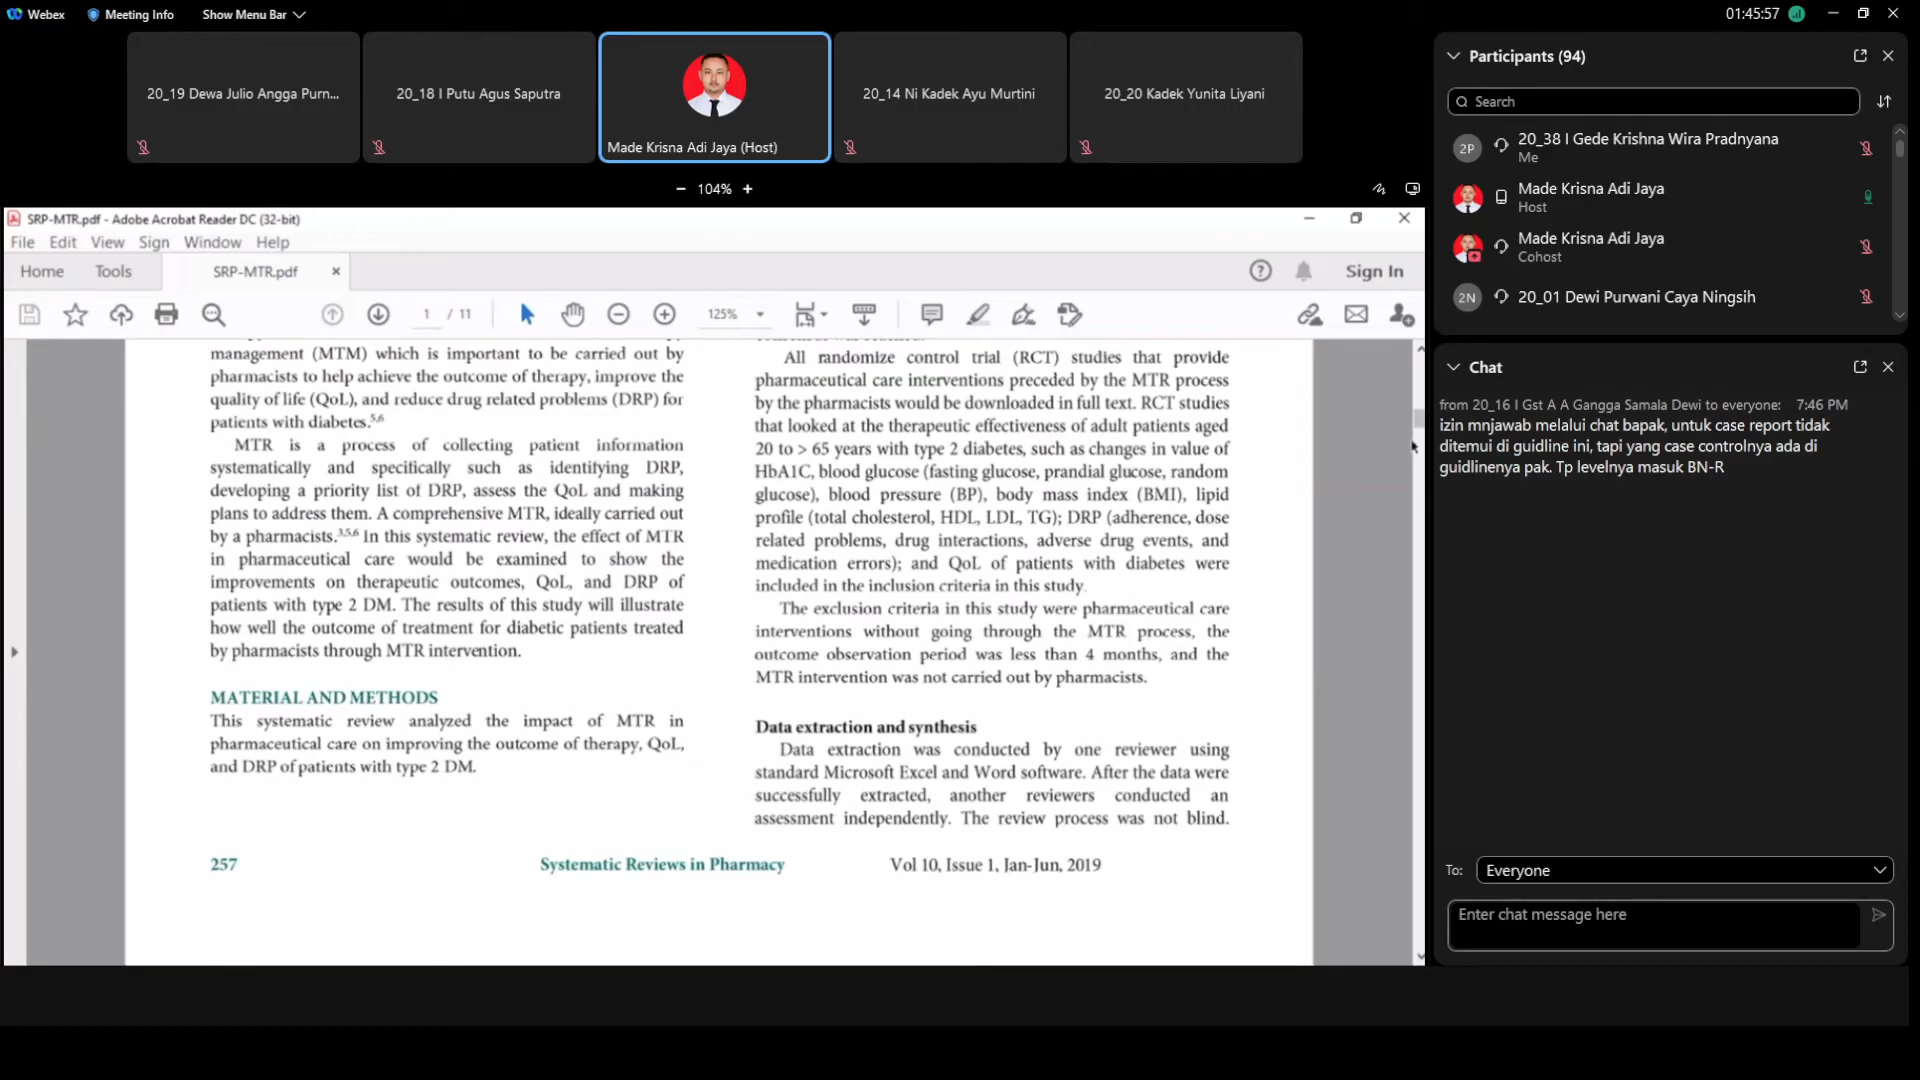 Webex
Meeting Info
Show Menu Bar
01:45:57
20_19 Dewa Julio Angga Purn...
20_18 I Putu Agus Saputra
Made Krisna Adi Jaya (Host)
20_14 Ni Kadek Ayu Murtini
20_20 Kadek Yunita Liyani
104%
SRP-MTR.pdf - Adobe Acrobat Reader DC (32-bit)
File Edit View Sign Window Help
Home Tools SRP-MTR.pdf Sign In
1 / 11 125%
management (MTM) which is important to be carried out by
pharmacists to help achieve the outcome of therapy, improve the
quality of life (QoL), and reduce drug related problems (DRP) for
patients with diabetes.5,6
MTR is a process of collecting patient information
systematically and specifically such as identifying DRP,
developing a priority list of DRP, assess the QoL and making
plans to address them. A comprehensive MTR, ideally carried out
by a pharmacists.3,5,6 In this systematic review, the effect of MTR
in pharmaceutical care would be examined to show the
improvements on therapeutic outcomes, QoL, and DRP of
patients with type 2 DM. The results of this study will illustrate
how well the outcome of treatment for diabetic patients treated
by pharmacists through MTR intervention.
MATERIAL AND METHODS
This systematic review analyzed the impact of MTR in
pharmaceutical care on improving the outcome of therapy, QoL,
and DRP of patients with type 2 DM.
All randomize control trial (RCT) studies that provide
pharmaceutical care interventions preceded by the MTR process
by the pharmacists would be downloaded in full text. RCT studies
that looked at the therapeutic effectiveness of adult patients aged
20 to > 65 years with type 2 diabetes, such as changes in value of
HbA1C, blood glucose (fasting glucose, prandial glucose, random
glucose), blood pressure (BP), body mass index (BMI), lipid
profile (total cholesterol, HDL, LDL, TG); DRP (adherence, dose
related problems, drug interactions, adverse drug events, and
medication errors); and QoL of patients with diabetes were
included in the inclusion criteria in this study.
The exclusion criteria in this study were pharmaceutical care
interventions without going through the MTR process, the
outcome observation period was less than 4 months, and the
MTR intervention was not carried out by pharmacists.
Data extraction and synthesis
Data extraction was conducted by one reviewer using
standard Microsoft Excel and Word software. After the data were
successfully extracted, another reviewers conducted an
assessment independently. The review process was not blind.
257 Systematic Reviews in Pharmacy Vol 10, Issue 1, Jan-Jun, 2019
Participants (94)
Search
2P 20_38 I Gede Krishna Wira Pradnyana
Me
Made Krisna Adi Jaya
Host
Made Krisna Adi Jaya
Cohost
2N 20_01 Dewi Purwani Caya Ningsih
Chat
from 20_16 I Gst A A Gangga Samala Dewi to everyone: 7:46 PM
izin mnjawab melalui chat bapak, untuk case report tidak
ditemui di guidline ini, tapi yang case controlnya ada di
guidlinenya pak. Tp levelnya masuk BN-R
To: Everyone
Enter chat message here